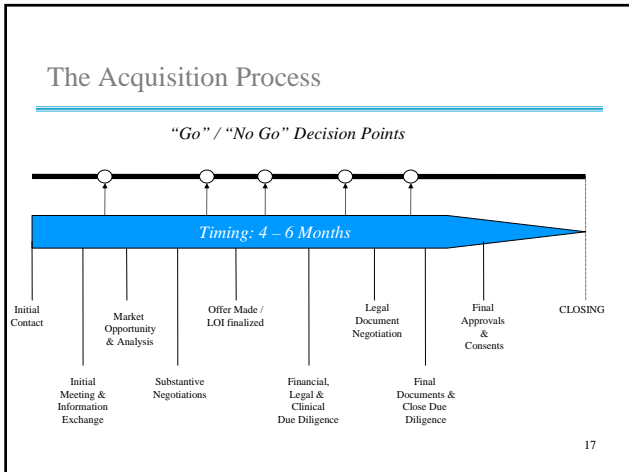 The Acquisition Process
“Go” / “No Go” Decision Points
Timing: 4 – 6 Months
Initial
Contact
Market
Opportunity
& Analysis
Offer Made /
LOI finalized
Legal
Document
Negotiation
Final
Approvals
&
Consents
CLOSING
Initial
Meeting &
Information
Exchange
Substantive
Negotiations
Financial,
Legal &
Clinical
Due Diligence
Final
Documents &
Close Due
Diligence
17